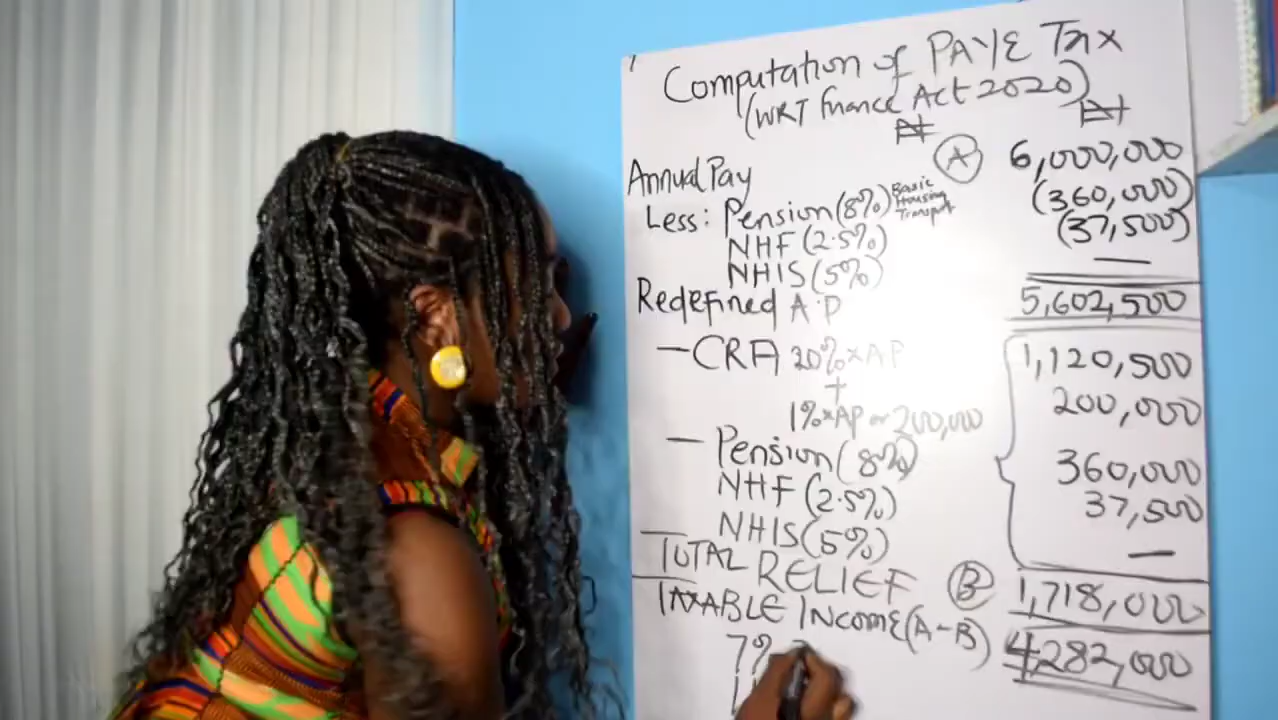 Computation of PAYE Tax
(WRT Finance Act 2020)
₦ ₦
Annual Pay A 6,000,000
Less: Pension (8%) Basic Housing Transport (360,000)
NHF (2.5%) (37,500)
NHIS (5%) —
Redefined A.P 5,602,500
- CRA 20% x AP 1,120,500
+
1% x AP or 200,000 200,000
- Pension (8%) 360,000
NHF (2.5%) 37,500
NHIS (5%) —
TOTAL RELIEF B 1,718,000
TAXABLE INCOME (A-B) 4,282,000
7%